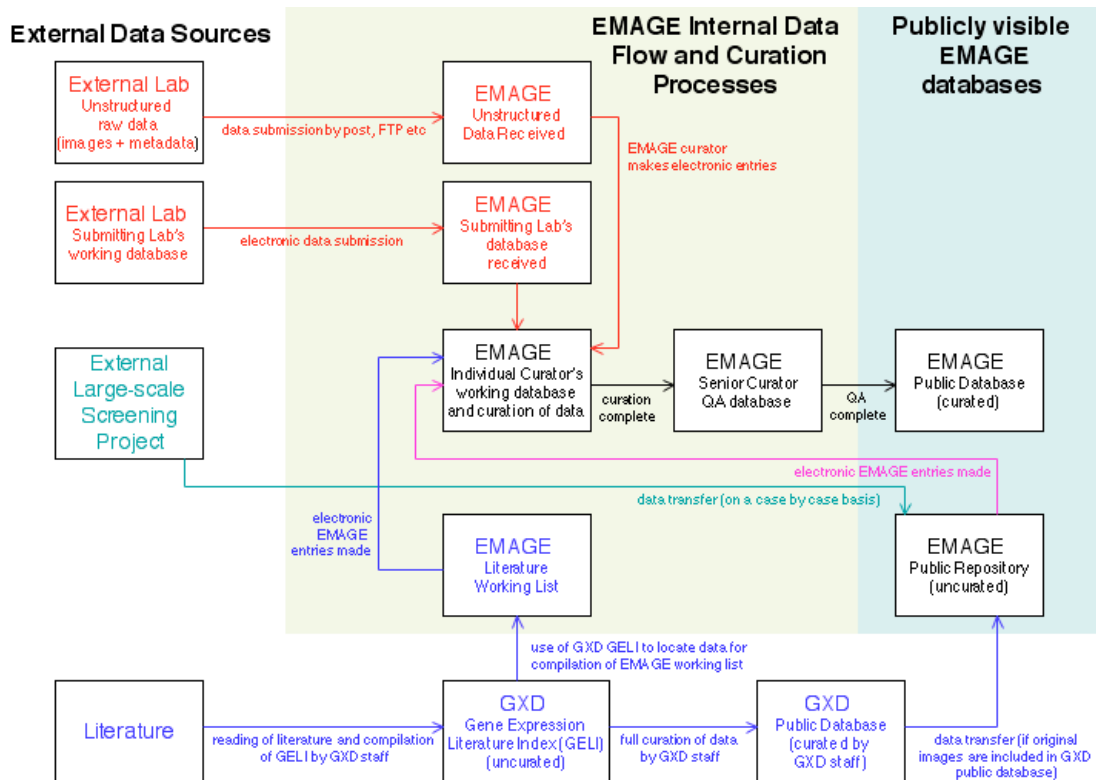 External Data Sources
EMAGE Internal Data
Flow and Curation
Processes
Publicly visible
EMAGE
databases
External Lab
Unstructured
raw data
(images + metadata)
data submission by post, FTP etc
EMAGE
Unstructured
Data Received
EMAGE curator
makes electronic entries
External Lab
Submitting Lab's
working database
electronic data submission
EMAGE
Submitting Lab's
database
received
External
Large-scale
Screening
Project
EMAGE
Individual Curator's
working database
and curation of data
curation
complete
EMAGE
Senior Curator
QA database
QA
complete
EMAGE
Public Database
(curated)
electronic EMAGE entries made
data transfer (on a case by case basis)
electronic
EMAGE
entries made
EMAGE
Literature
Working List
EMAGE
Public Repository
(uncurated)
use of GXD GELI to locate data for
compilation of EMAGE working list
Literature
reading of literature and compilation
of GELI by GXD staff
GXD
Gene Expression
Literature Index (GELI)
(uncurated)
full curation of data
by GXD staff
GXD
Public Database
(curated by
GXD staff)
data transfer (if original
images are included in GXD
public database)